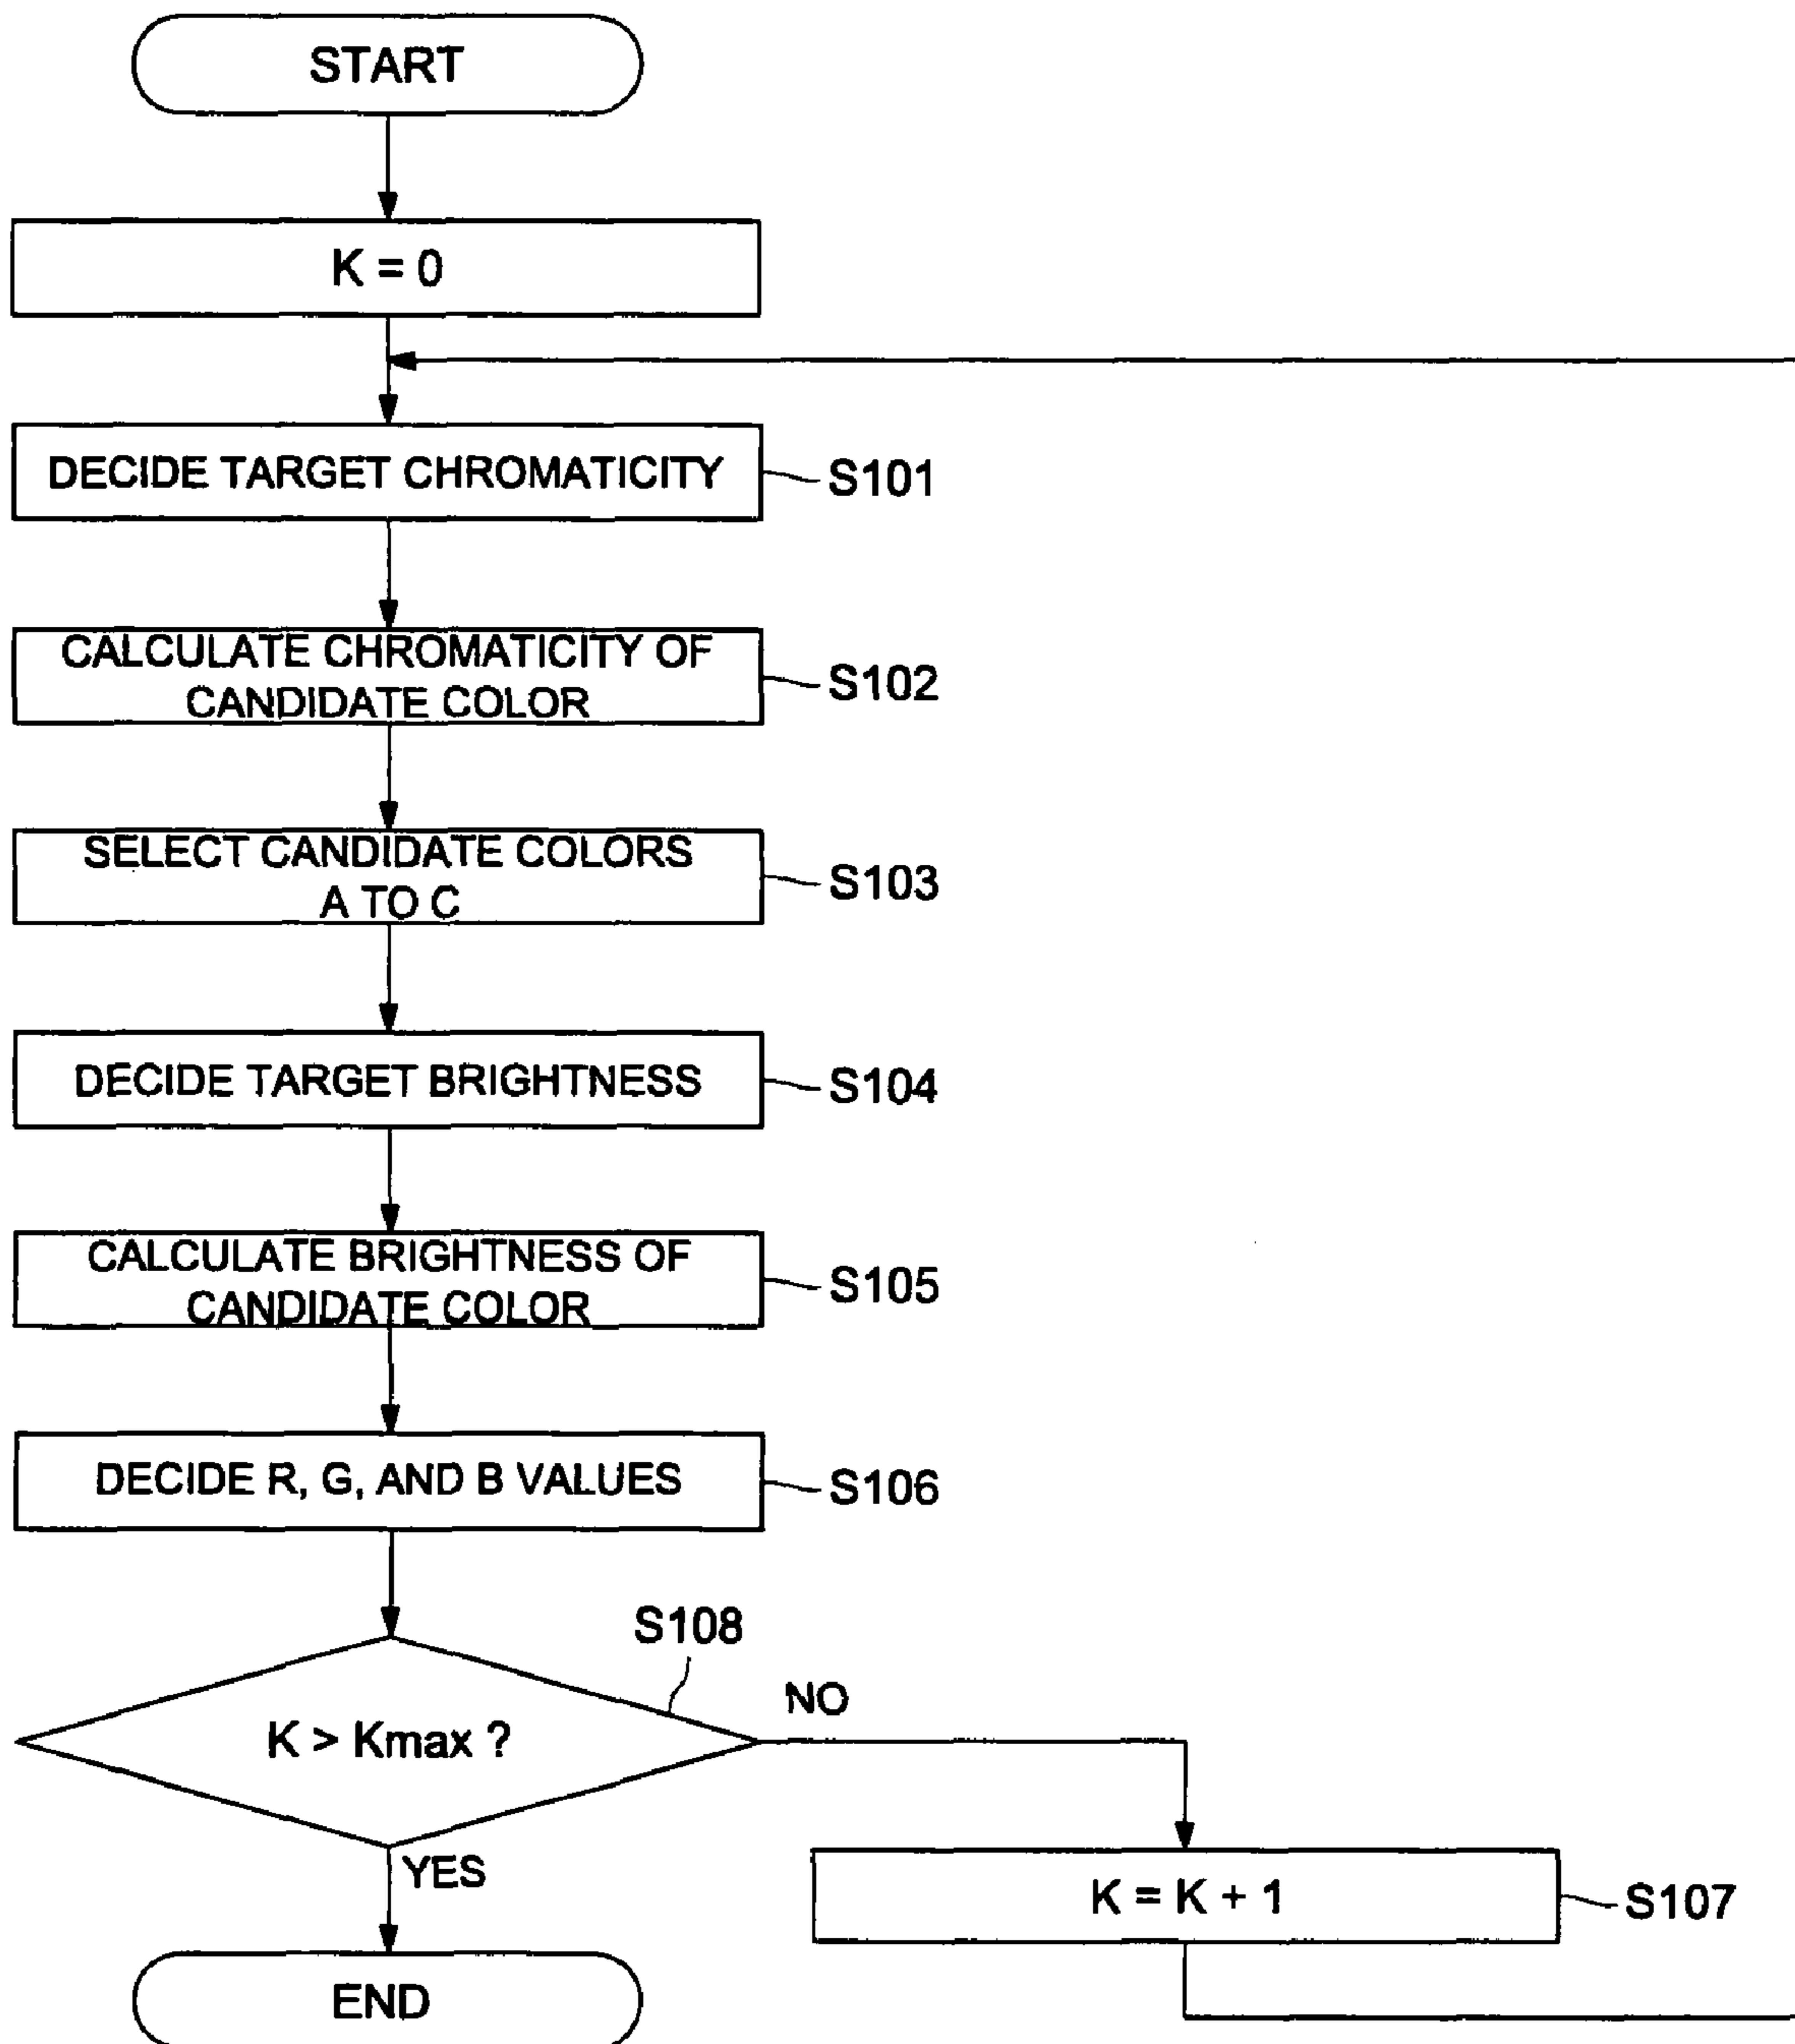 START
K = 0
DECIDE TARGET CHROMATICITY
S101
CALCULATE CHROMATICITY OF
CANDIDATE COLOR
S102
SELECT CANDIDATE COLORS
A TO C
S103
DECIDE TARGET BRIGHTNESS
S104
CALCULATE BRIGHTNESS OF
CANDIDATE COLOR
S105
DECIDE R, G, AND B VALUES
S106
S108
K > Kmax ?
NO
YES
K = K + 1
S107
END